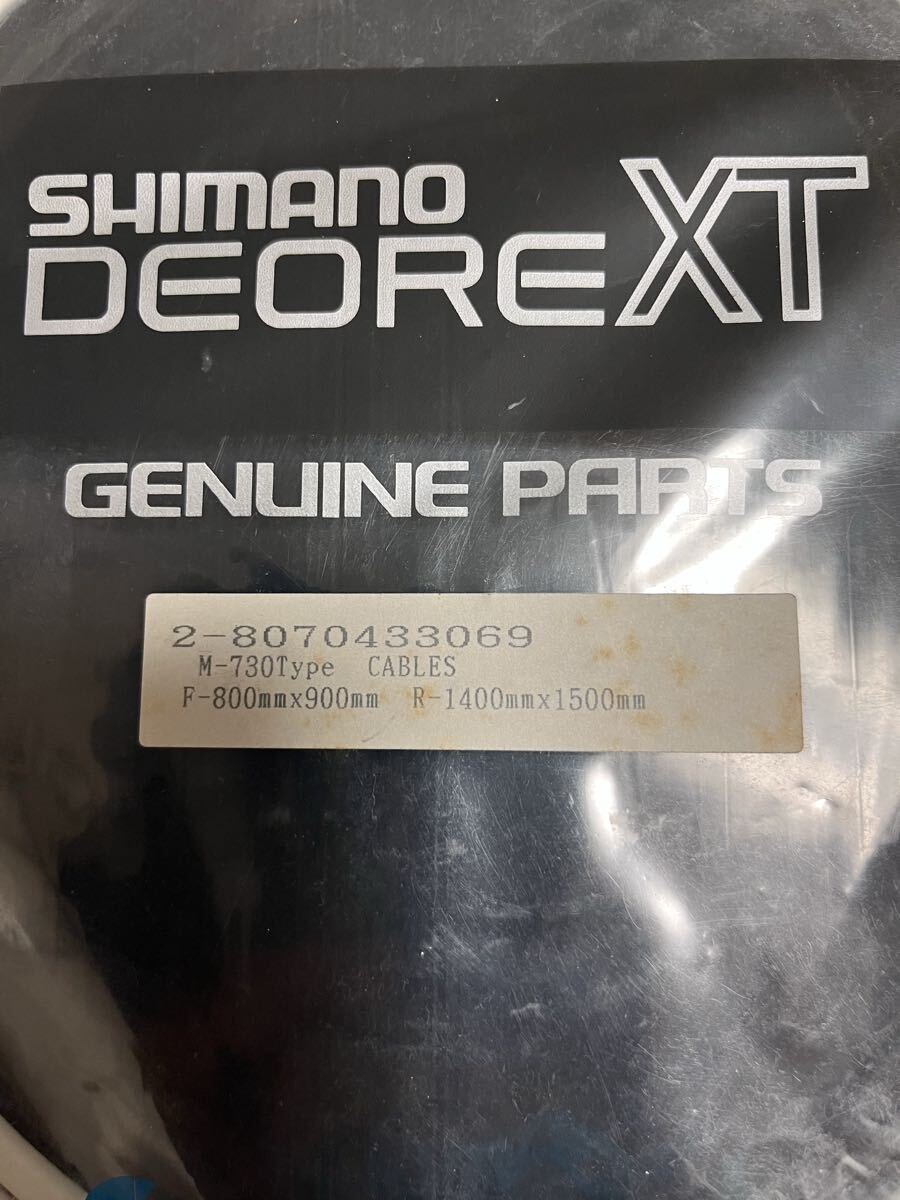 SHIMANO
DEORE XT
GENUINE PARTS
2-8070433069
M-730Type CABLES
F-800mmx900mm R-1400mmx1500mm